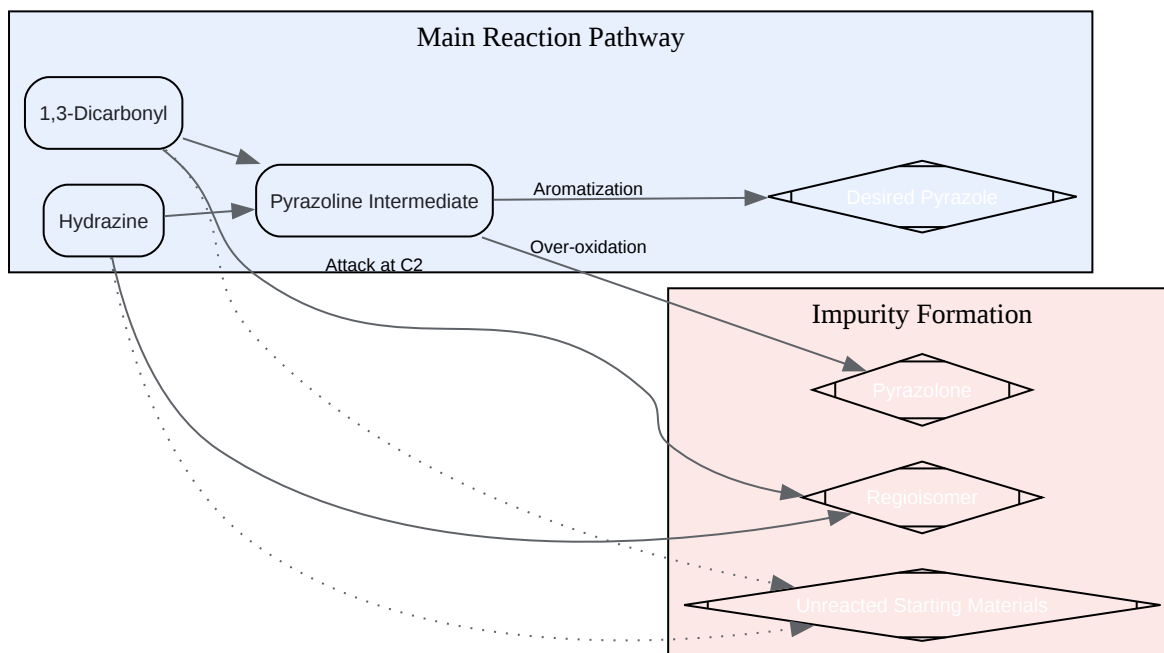 Main Reaction Pathway
1,3-Dicarbonyl
Hydrazine
Pyrazoline Intermediate
Aromatization
Desired Pyrazole
Over-oxidation
Attack at C2
Impurity Formation
Pyrazolone
Regioisomer
Unreacted Starting Materials